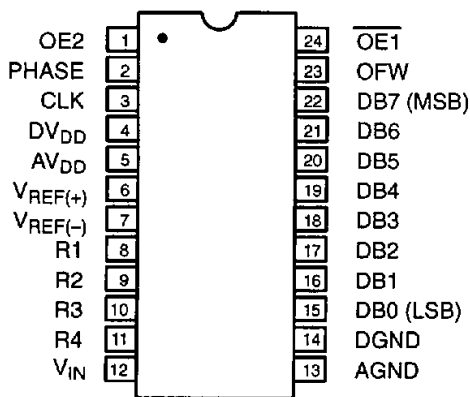 OE2 1 24 OE1
PHASE 2 23 OFW
CLK 3 22 DB7 (MSB)
DVDD 4 21 DB6
AVDD 5 20 DB5
VREF(+) 6 19 DB4
VREF(–) 7 18 DB3
R1 8 17 DB2
R2 9 16 DB1
R3 10 15 DB0 (LSB)
R4 11 14 DGND
VIN 12 13 AGND